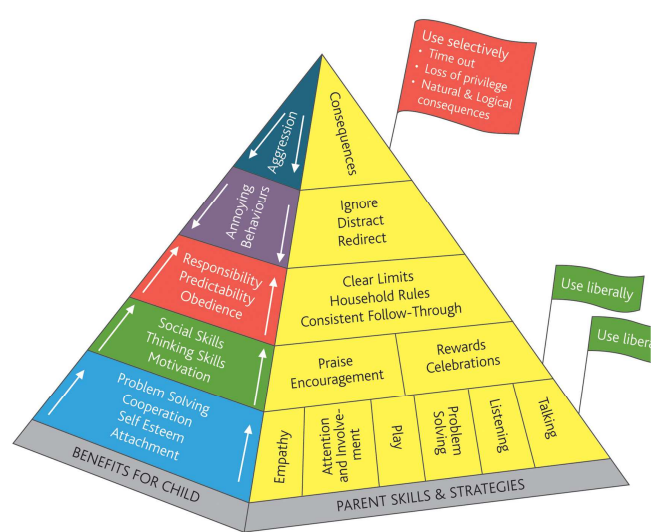 Use selectively
• Time out
• Loss of privilege
• Natural & Logical
consequences
Aggression
Consequences
Annoying
Behaviours
Ignore
Distract
Redirect
Responsibility
Predictability
Obedience
Clear Limits
Household Rules
Consistent Follow-Through
Use liberally
Social Skills
Thinking Skills
Motivation
Praise
Encouragement
Rewards
Celebrations
Use libera
Problem Solving
Cooperation
Self Esteem
Attachment
Empathy
Attention
and Involve-
ment
Play
Problem
Solving
Listening
Talking
BENEFITS FOR CHILD
PARENT SKILLS & STRATEGIES